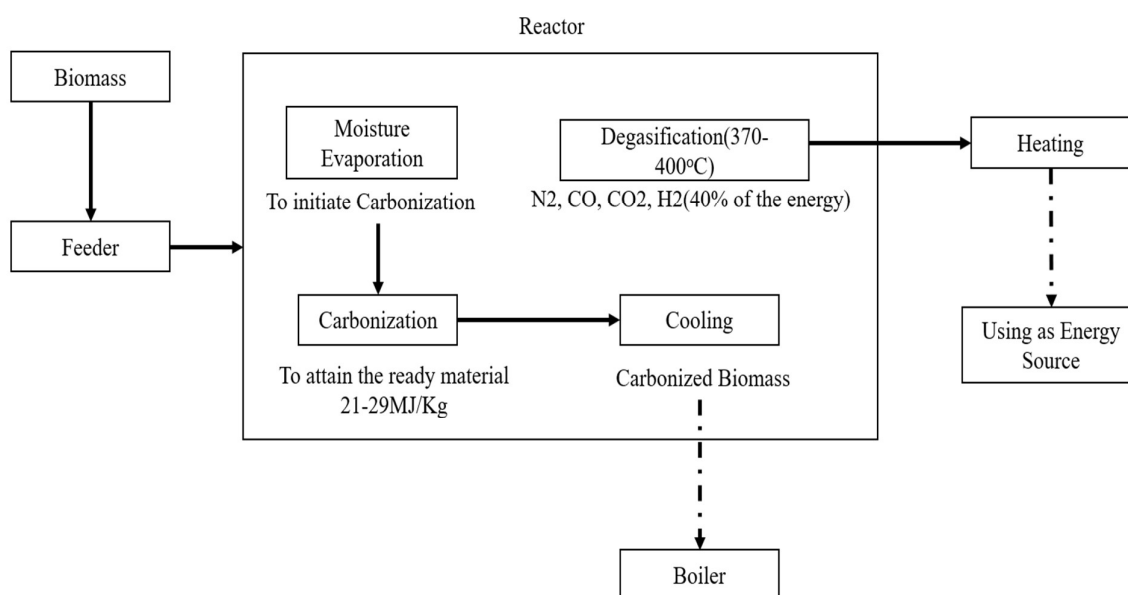 Reactor
Biomass
Moisture
Evaporation
Degasification(370-
400°C)
Heating
To initiate Carbonization
N2, CO, CO2, H2(40% of the energy)
Feeder
Carbonization
Cooling
Using as Energy
Source
To attain the ready material
21-29MJ/Kg
Carbonized Biomass
Boiler